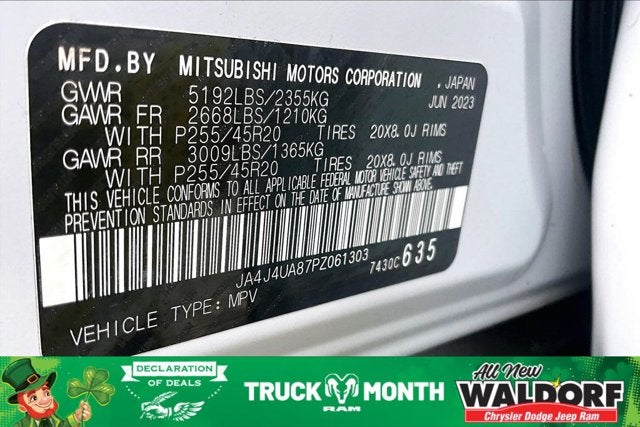 MFD.BY MITSUBISHI MOTORS CORPORATION , JAPAN
GVWR 5192LBS/2355KG JUN 2023
GAWR FR 2668LBS/1210KG
WITH P255/45R20 TIRES 20X8.0J RIMS
GAWR RR 3009LBS/1365KG
WITH P255/45R20 TIRES 20X8.0J RIMS
THIS VEHICLE CONFORMS TO ALL APPLICABLE FEDERAL MOTOR VEHICLE SAFETY AND THEFT
PREVENTION STANDARDS IN EFFECT ON THE DATE OF MANUFACTURE SHOWN ABOVE.
JA4J4UA87PZ061303 7430C 635
VEHICLE TYPE: MPV
DECLARATION
OF DEALS
TRUCK MONTH
RAM
All New
WALDORF
Chrysler Dodge Jeep Ram